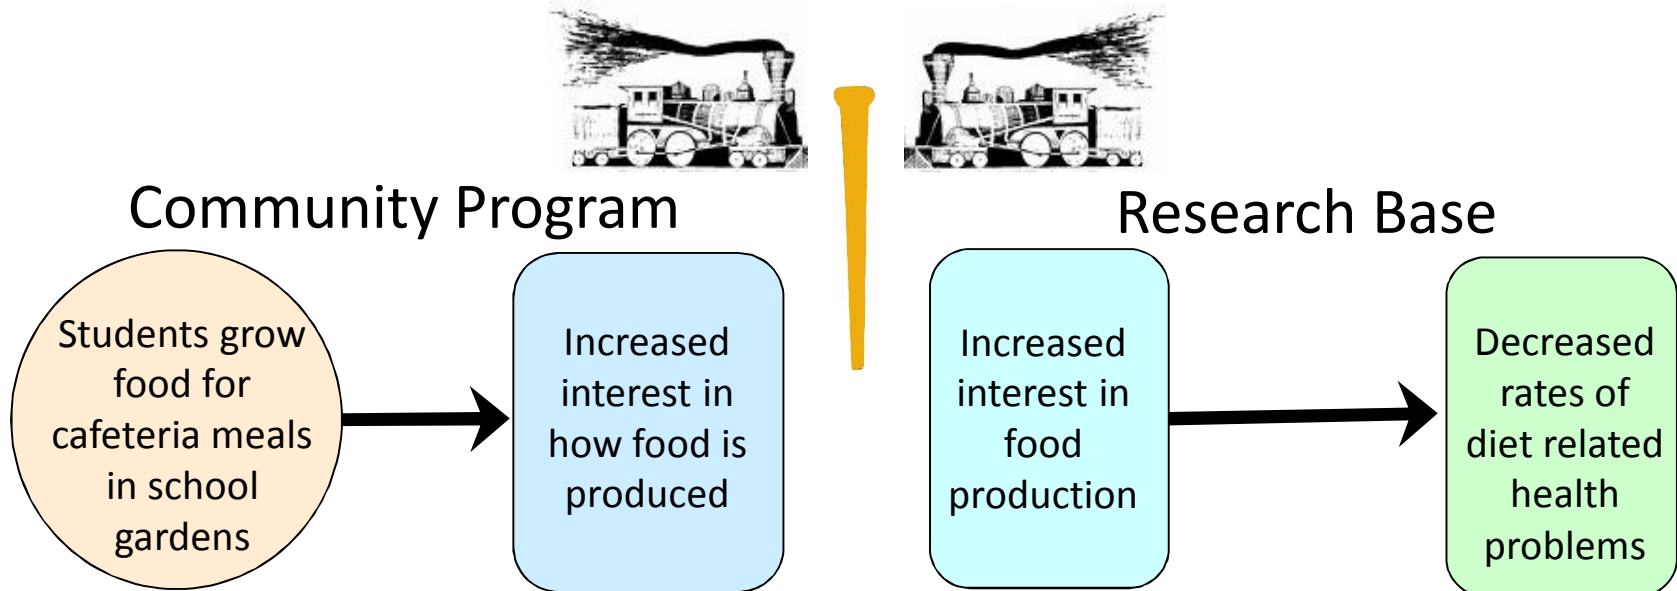 Community Program
Research Base
Students grow
food for
cafeteria meals
in school
gardens
Increased
interest in
how food is
produced
Increased
interest in
food
production
Decreased
rates of
diet related
health
problems